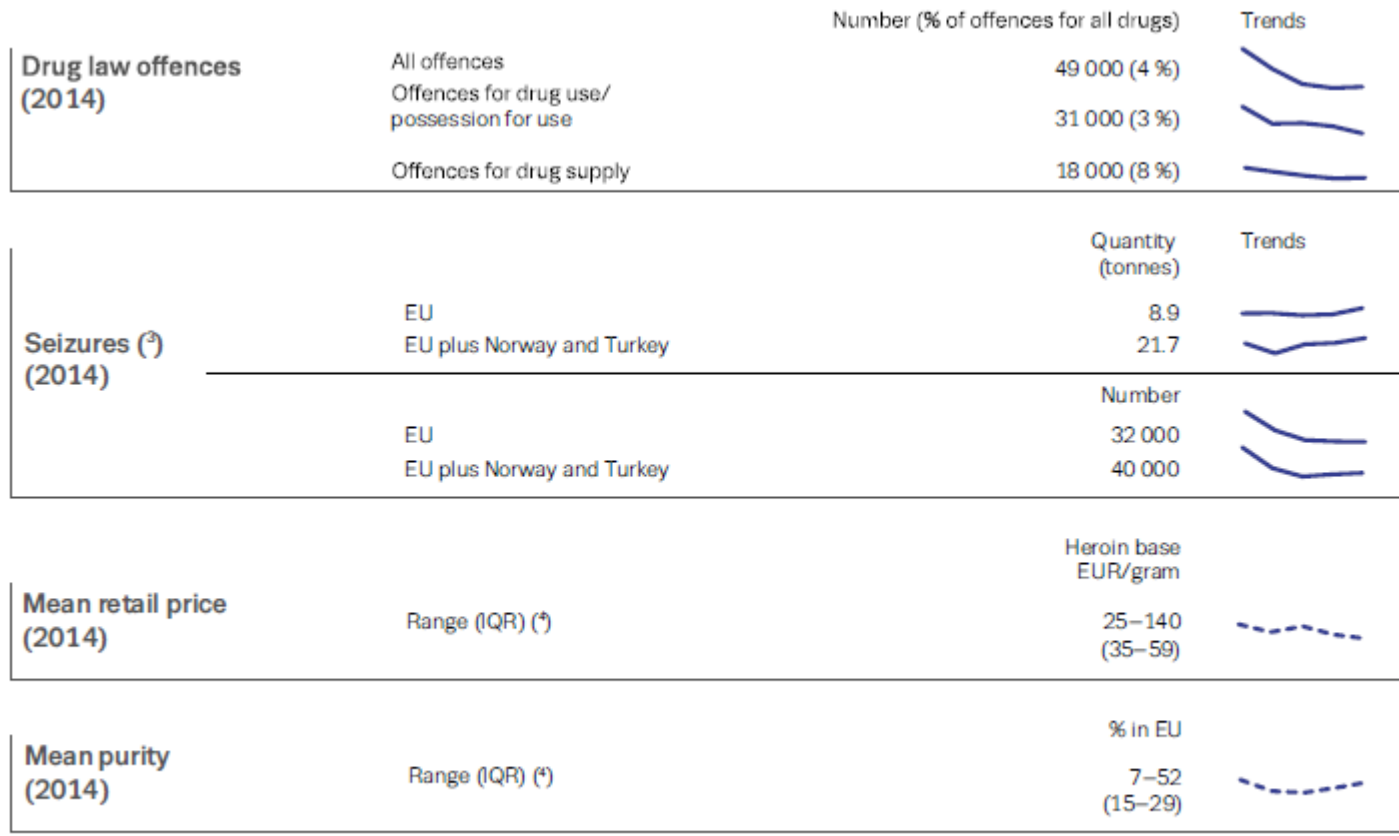 Number (% of offences for all drugs) Trends
Drug law offences
(2014)
All offences 49 000 (4 %)
Offences for drug use/
possession for use 31 000 (3 %)
Offences for drug supply 18 000 (8 %)
Quantity
(tonnes) Trends
Seizures (³)
(2014)
EU 8.9
EU plus Norway and Turkey 21.7
Number
EU 32 000
EU plus Norway and Turkey 40 000
Heroin base
EUR/gram
Mean retail price
(2014)
Range (IQR) (⁴) 25–140
(35–59)
% in EU
Mean purity
(2014)
Range (IQR) (⁴) 7–52
(15–29)